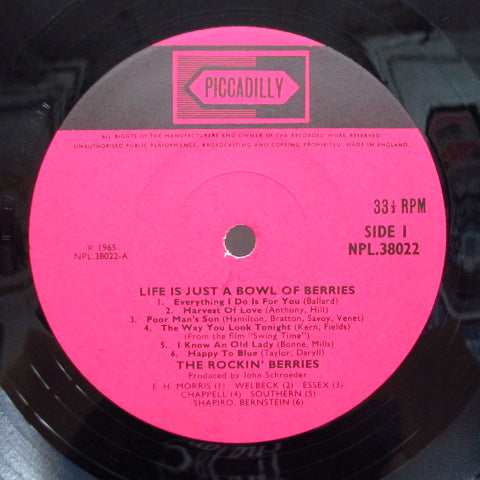 PICCADILLY
ALL RIGHTS OF THE MANUFACTURERS AND OWNER OF THE RECORDED WORK RESERVED
UNAUTHORISED PUBLIC PERFORMANCE, BROADCASTING AND COPYING PROHIBITED. MADE IN ENGLAND.
33⅓ RPM
SIDE 1
NPL.38022
℗ 1965
NPL.38022-A
LIFE IS JUST A BOWL OF BERRIES
1. Everything I Do Is For You (Ballard)
2. Harvest Of Love (Anthony, Hill)
3. Poor Man's Son (Hamilton, Bratton, Savoy, Venet)
4. The Way You Look Tonight (Kern, Fields)
(From the film "Swing Time")
5. I Know An Old Lady (Bonne, Mills)
6. Happy To Blue (Taylor, Daryll)
THE ROCKIN' BERRIES
Produced by John Schroeder
E. H. MORRIS (1) WELBECK (2) ESSEX (3)
CHAPPELL (4) SOUTHERN (5)
SHAPIRO, BERNSTEIN (6)